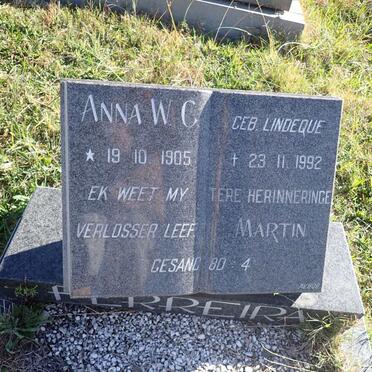 ANNA W C
GEB. LINDEQUE
* 19 10 1905
+ 23 11 1992
EK WEET MY
VERLOSSER LEEF
TERE HERINNERINGE
MARTIN
GESANG 80 - 4
FERREIRA